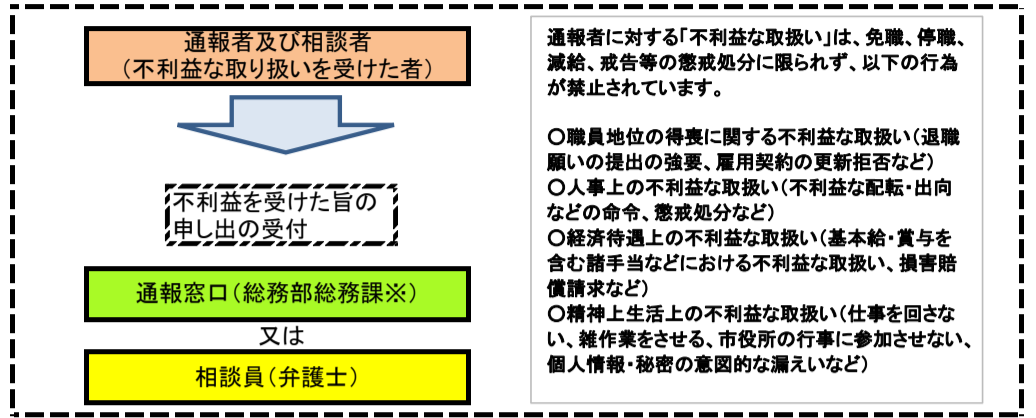 通報者及び相談者
(不利益な取り扱いを受けた者)
不利益を受けた旨の
申し出の受付
通報窓口(総務部総務課※)
又は
相談員(弁護士)
通報者に対する「不利益な取扱い」は、免職、停職、
減給、戒告等の懲戒処分に限られず、以下の行為
が禁止されています。
○職員地位の得喪に関する不利益な取扱い(退職
願いの提出の強要、雇用契約の更新拒否など)
○人事上の不利益な取扱い(不利益な配転・出向
などの命令、懲戒処分など)
○経済待遇上の不利益な取扱い(基本給・賞与を
含む諸手当などにおける不利益な取扱い、損害賠
償請求など)
○精神上生活上の不利益な取扱い(仕事を回さな
い、雑作業をさせる、市役所の行事に参加させない、
個人情報・秘密の意図的な漏えいなど)